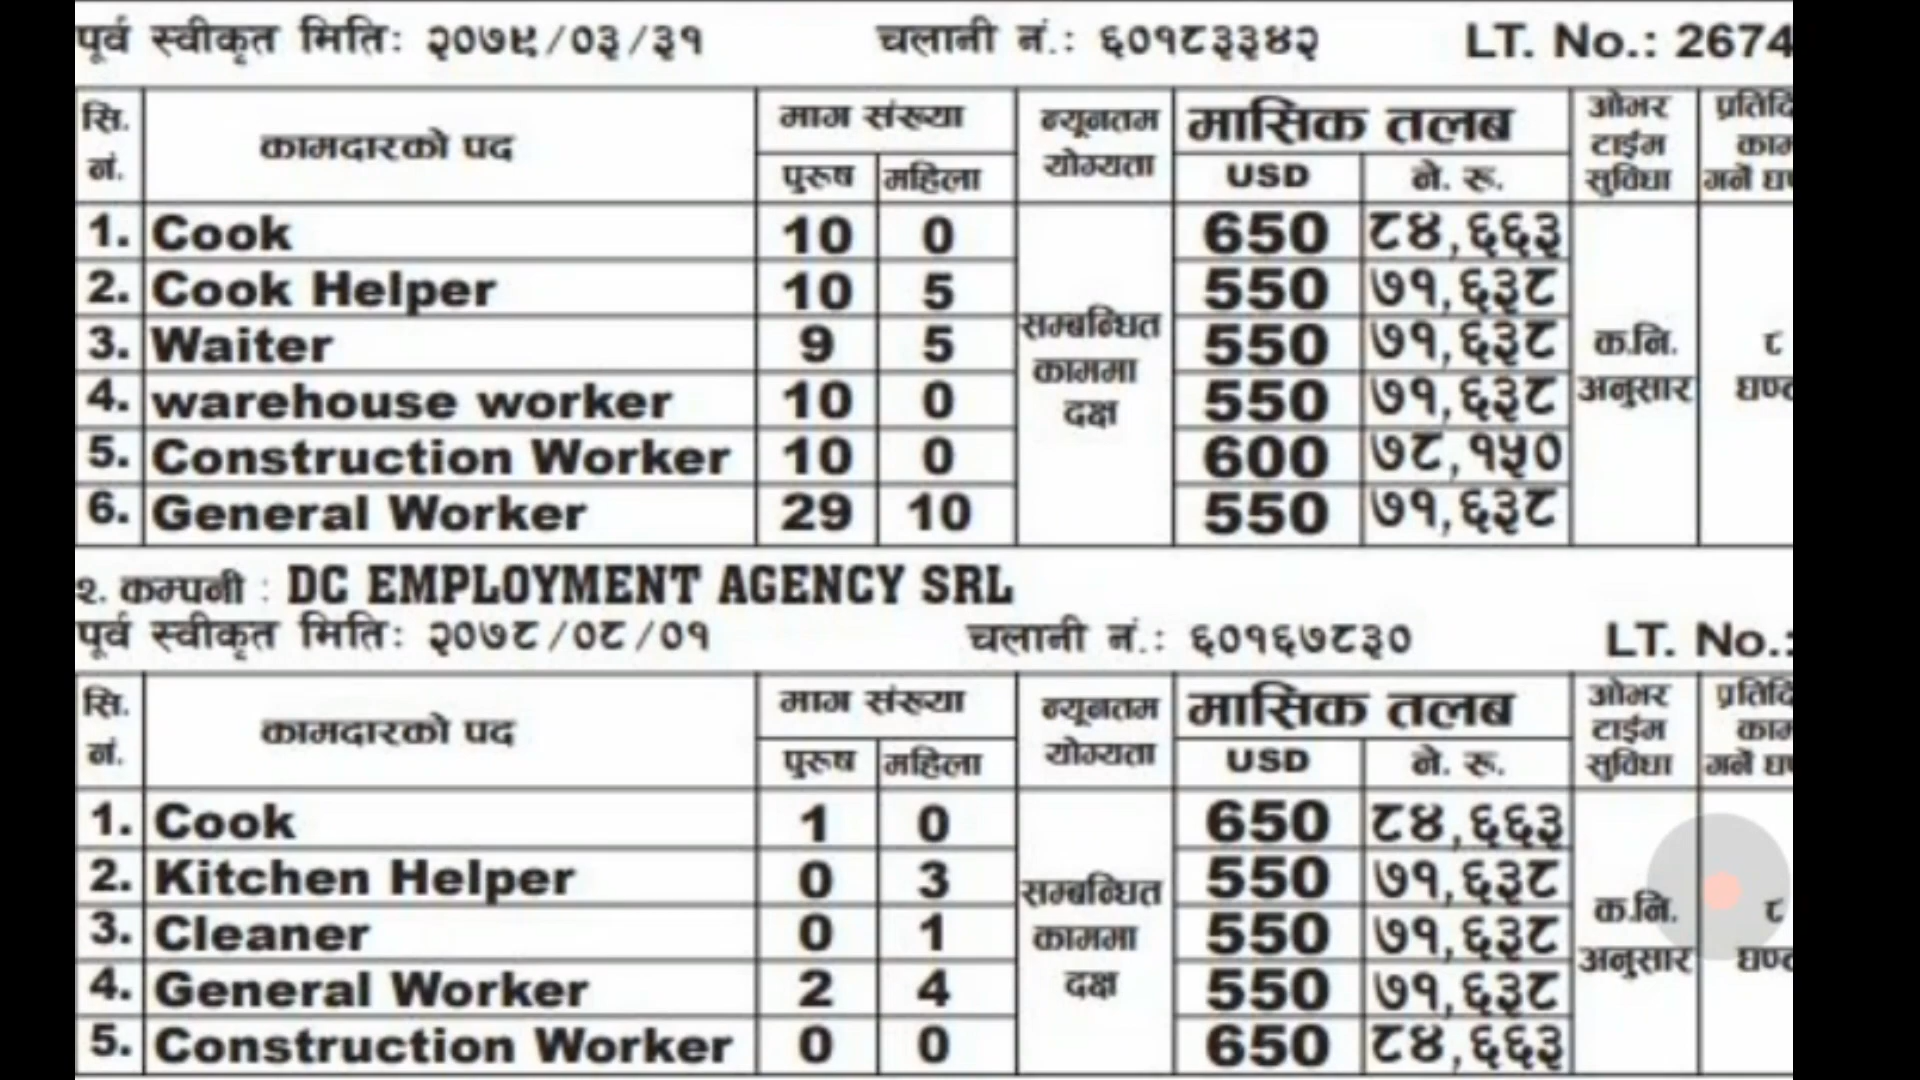 पूर्व स्वीकृत मितिः २०७९/०३/३१ चलानी नं.: ६०१८३३४२ LT. No.: 2674
सि. नं. कामदारको पद माग संख्या न्यूनतम योग्यता मासिक तलब ओभर टाईम सुविधा
पुरुष महिला USD ने. रू.
1. Cook 10 0 650 ८४,६६३
2. Cook Helper 10 5 550 ७१,६३८
3. Waiter 9 5 550 ७१,६३८
4. warehouse worker 10 0 550 ७१,६३८
5. Construction Worker 10 0 600 ७८,१५०
6. General Worker 29 10 550 ७१,६३८
सम्बन्धित काममा दक्ष
क.नि. अनुसार
८
२. कम्पनी : DC EMPLOYMENT AGENCY SRL
पूर्व स्वीकृत मितिः २०७८/०८/०१ चलानी नं.: ६०१६७८३० LT. No.:
सि. नं. कामदारको पद माग संख्या न्यूनतम योग्यता मासिक तलब ओभर टाईम सुविधा
पुरुष महिला USD ने. रू.
1. Cook 1 0 650 ८४,६६३
2. Kitchen Helper 0 3 550 ७१,६३८
3. Cleaner 0 1 550 ७१,६३८
4. General Worker 2 4 550 ७१,६३८
5. Construction Worker 0 0 650 ८४,६६३
सम्बन्धित काममा दक्ष
क.नि. अनुसार
८